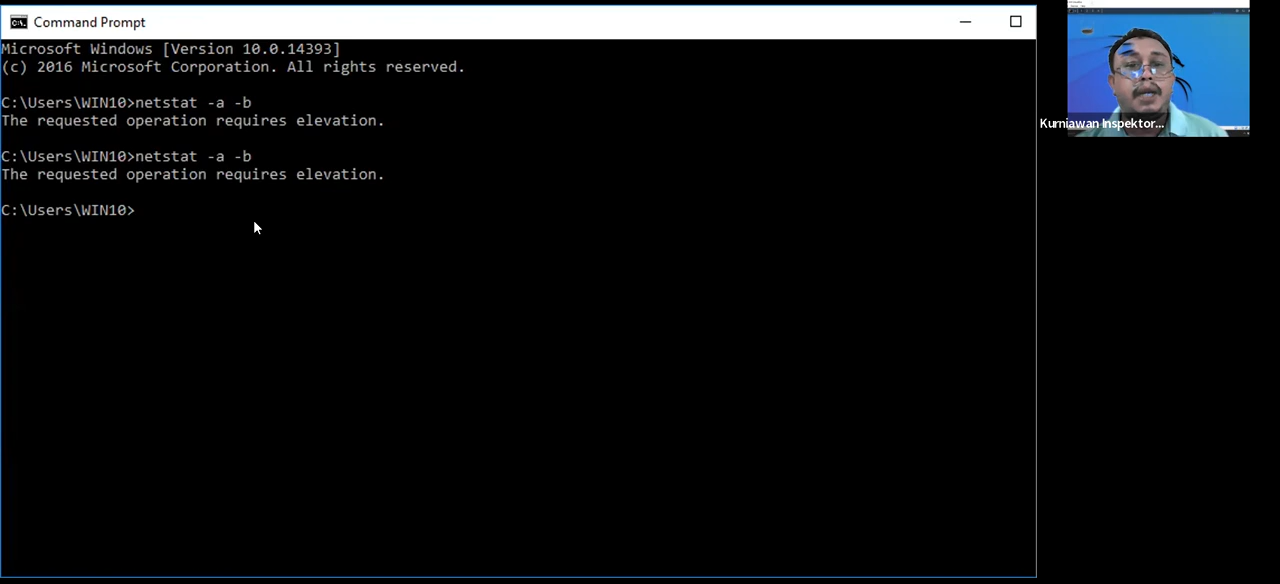 Command Prompt
Microsoft Windows [Version 10.0.14393]
(c) 2016 Microsoft Corporation. All rights reserved.
C:\Users\WIN10>netstat -a -b
The requested operation requires elevation.
C:\Users\WIN10>netstat -a -b
The requested operation requires elevation.
C:\Users\WIN10>
Kurniawan Inspektor...